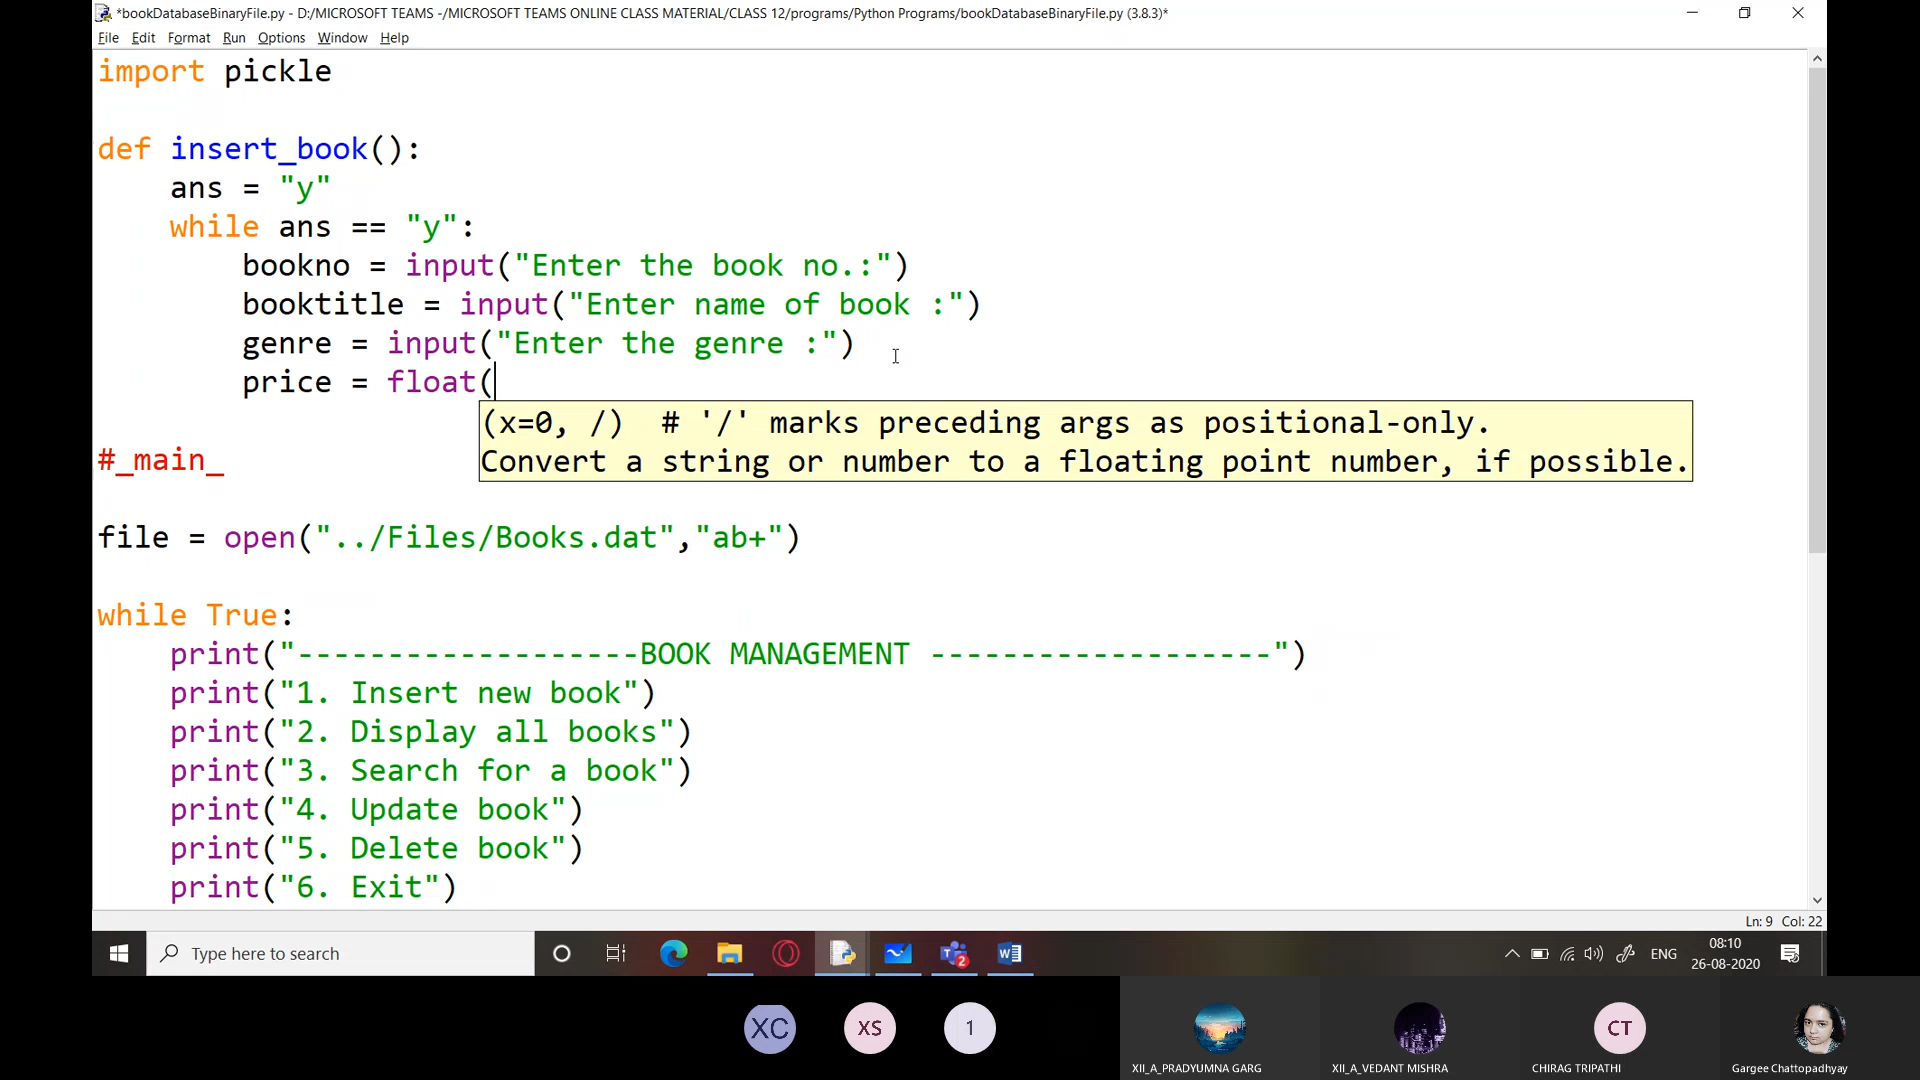 *bookDatabaseBinaryFile.py - D:/MICROSOFT TEAMS -/MICROSOFT TEAMS ONLINE CLASS MATERIAL/CLASS 12/programs/Python Programs/bookDatabaseBinaryFile.py (3.8.3)*
File Edit Format Run Options Window Help
import pickle
def insert_book():
ans = "y"
while ans == "y":
bookno = input("Enter the book no.:")
booktitle = input("Enter name of book :")
genre = input("Enter the genre :")
price = float(
(x=0, /) # '/' marks preceding args as positional-only.
Convert a string or number to a floating point number, if possible.
#_main_
file = open("../Files/Books.dat","ab+")
while True:
print("-------------------BOOK MANAGEMENT -------------------")
print("1. Insert new book")
print("2. Display all books")
print("3. Search for a book")
print("4. Update book")
print("5. Delete book")
print("6. Exit")
Ln: 9 Col: 22
Type here to search
2
W
ENG
08:10
26-08-2020
XC
XS
1
CT
XII_A_PRADYUMNA GARG
XII_A_VEDANT MISHRA
CHIRAG TRIPATHI
Gargee Chattopadhyay